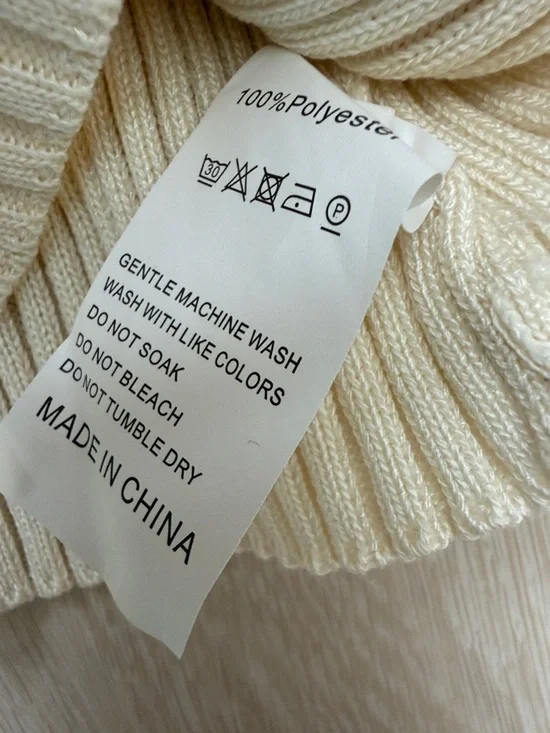 100%Polyester
30 P
GENTLE MACHINE WASH
WASH WITH LIKE COLORS
DO NOT SOAK
DO NOT BLEACH
DO NOT TUMBLE DRY
MADE IN CHINA